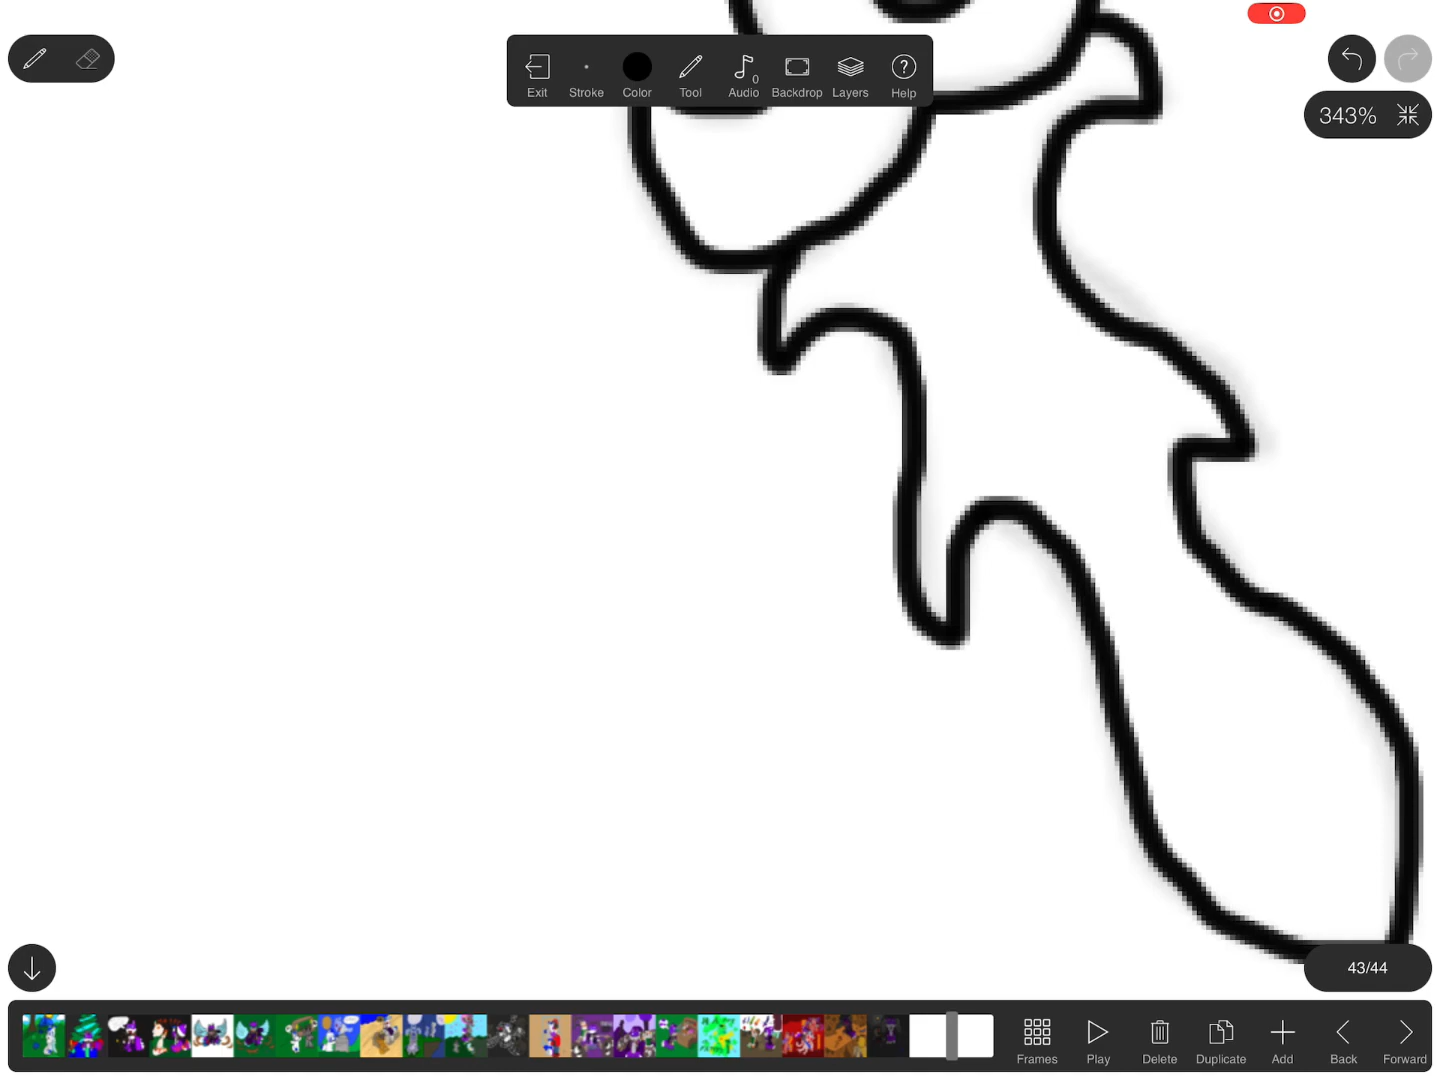 Exit Stroke Color Tool Audio 0 Backdrop Layers Help
343%
43/44
Frames Play Delete Duplicate Add Back Forward